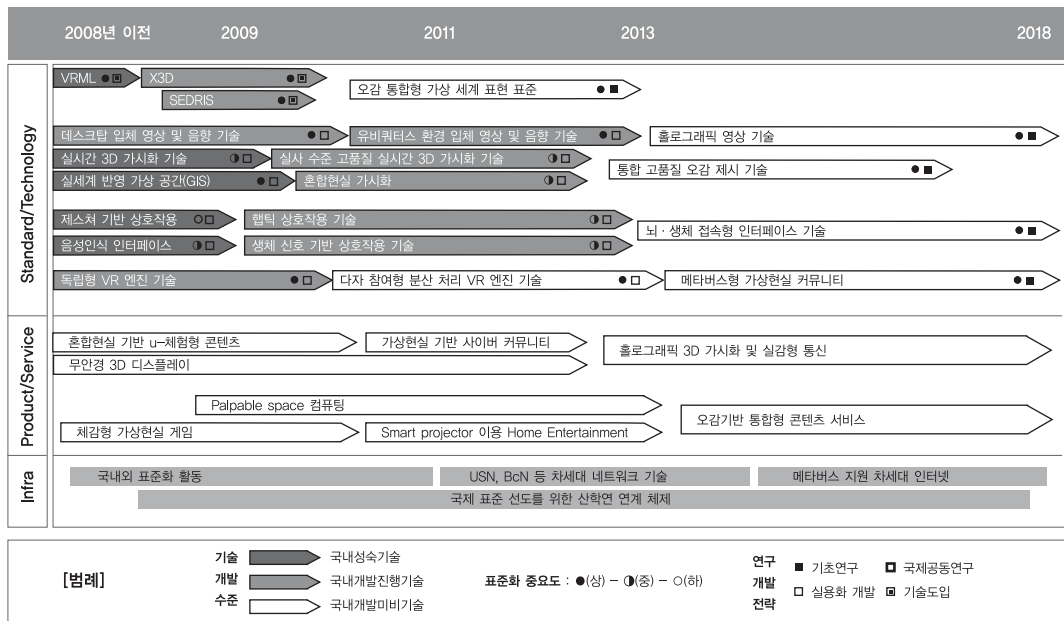 2008년 이전 2009 2011 2013 2018
Standard/Technology
VRML ●▣ X3D ●▣
SEDRIS ●▣
오감 통합형 가상 세계 표현 표준 ●■
데스크탑 입체 영상 및 음향 기술 ●□ 유비쿼터스 환경 입체 영상 및 음향 기술 ●□ 홀로그래픽 영상 기술 ●■
실시간 3D 가시화 기술 ◑□ 실사 수준 고품질 실시간 3D 가시화 기술 ◑□
통합 고품질 오감 제시 기술 ●■
실세계 반영 가상 공간(GIS) ●□ 혼합현실 가시화 ◑□
제스쳐 기반 상호작용 ○□ 햅틱 상호작용 기술 ◑□
뇌·생체 접속형 인터페이스 기술 ●■
음성인식 인터페이스 ◑□ 생체 신호 기반 상호작용 기술 ◑□
독립형 VR 엔진 기술 ●□ 다자 참여형 분산 처리 VR 엔진 기술 ●□ 메타버스형 가상현실 커뮤니티 ●■
Product/Service
혼합현실 기반 u-체험형 콘텐츠 가상현실 기반 사이버 커뮤니티
홀로그래픽 3D 가시화 및 실감형 통신
무안경 3D 디스플레이
Palpable space 컴퓨팅
오감기반 통합형 콘텐츠 서비스
체감형 가상현실 게임 Smart projector 이용 Home Entertainment
Infra
국내외 표준화 활동 USN, BcN 등 차세대 네트워크 기술 메타버스 지원 차세대 인터넷
국제 표준 선도를 위한 산학연 연계 체제
[범례]
기술 개발 수준
국내성숙기술
국내개발진행기술
국내개발미비기술
표준화 중요도 : ●(상) - ◑(중) - ○(하)
연구 개발 전략
■ 기초연구 □ 국제공동연구
□ 실용화 개발 ▣ 기술도입